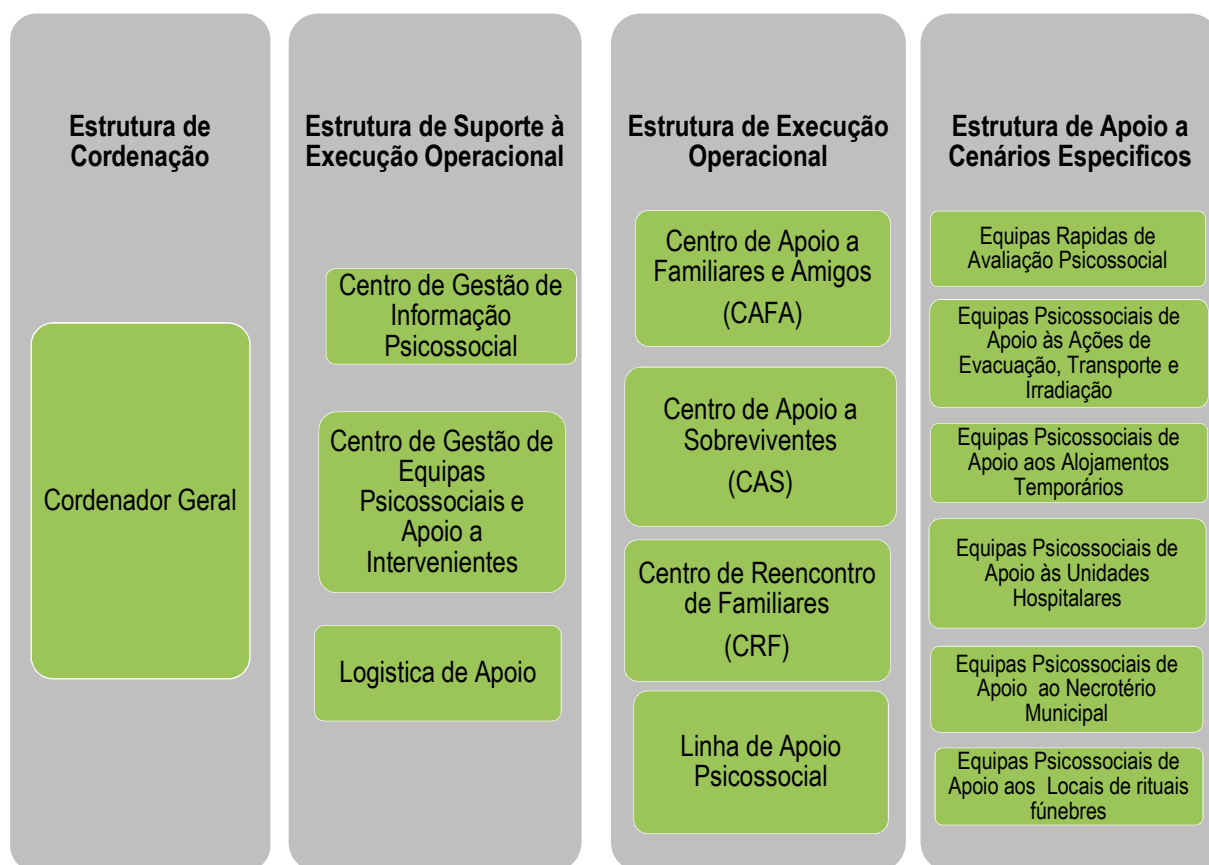 Estrutura de
Cordenação
Cordenador Geral
Estrutura de Suporte à
Execução Operacional
Centro de Gestão de
Informação
Psicossocial
Centro de Gestão de
Equipas
Psicossociais e
Apoio a
Intervenientes
Logistica de Apoio
Estrutura de Execução
Operacional
Centro de Apoio a
Familiares e Amigos
(CAFA)
Centro de Apoio a
Sobreviventes
(CAS)
Centro de Reencontro
de Familiares
(CRF)
Linha de Apoio
Psicossocial
Estrutura de Apoio a
Cenários Especificos
Equipas Rapidas de
Avaliação Psicossocial
Equipas Psicossociais de
Apoio às Ações de
Evacuação, Transporte e
Irradiação
Equipas Psicossociais de
Apoio aos Alojamentos
Temporários
Equipas Psicossociais de
Apoio às Unidades
Hospitalares
Equipas Psicossociais de
Apoio ao Necrotério
Municipal
Equipas Psicossociais de
Apoio aos Locais de rituais
fúnebres